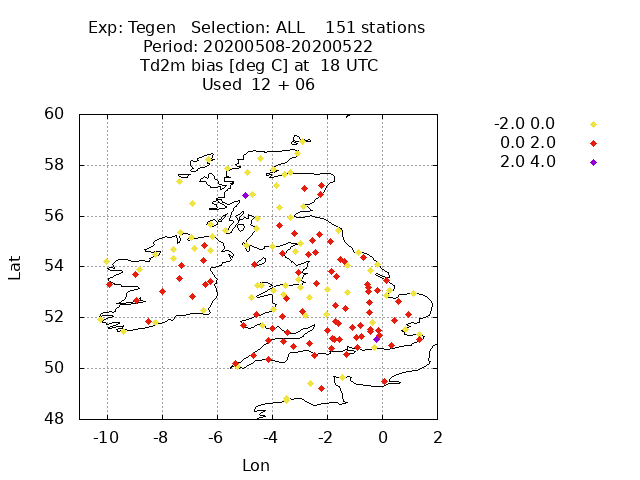 Exp: Tegen Selection: ALL 151 stations
Period: 20200508-20200522
Td2m bias [deg C] at 18 UTC
Used 12 + 06
-2.0 0.0
0.0 2.0
2.0 4.0
60
58
56
54
52
50
48
Lat
-10 -8 -6 -4 -2 0 2
Lon